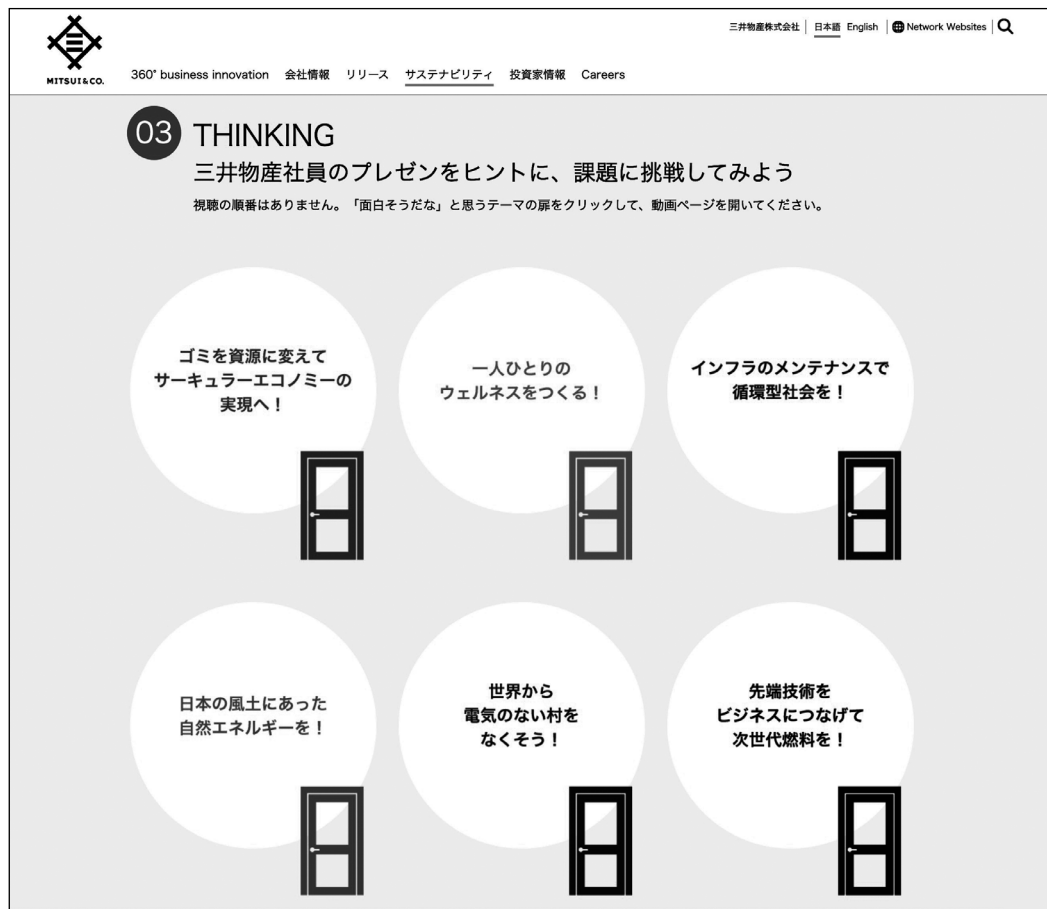 三井物産株式会社 日本語 English Network Websites
MITSUI&CO.
360° business innovation 会社情報 リリース サステナビリティ 投資家情報 Careers
03 THINKING
三井物産社員のプレゼンをヒントに、課題に挑戦してみよう
視聴の順番はありません。「面白そうだな」と思うテーマの扉をクリックして、動画ページを開いてください。
ゴミを資源に変えて
サーキュラーエコノミーの
実現へ！
一人ひとりの
ウェルネスをつくる！
インフラのメンテナンスで
循環型社会を！
日本の風土にあった
自然エネルギーを！
世界から
電気のない村を
なくそう！
先端技術を
ビジネスにつなげて
次世代燃料を！